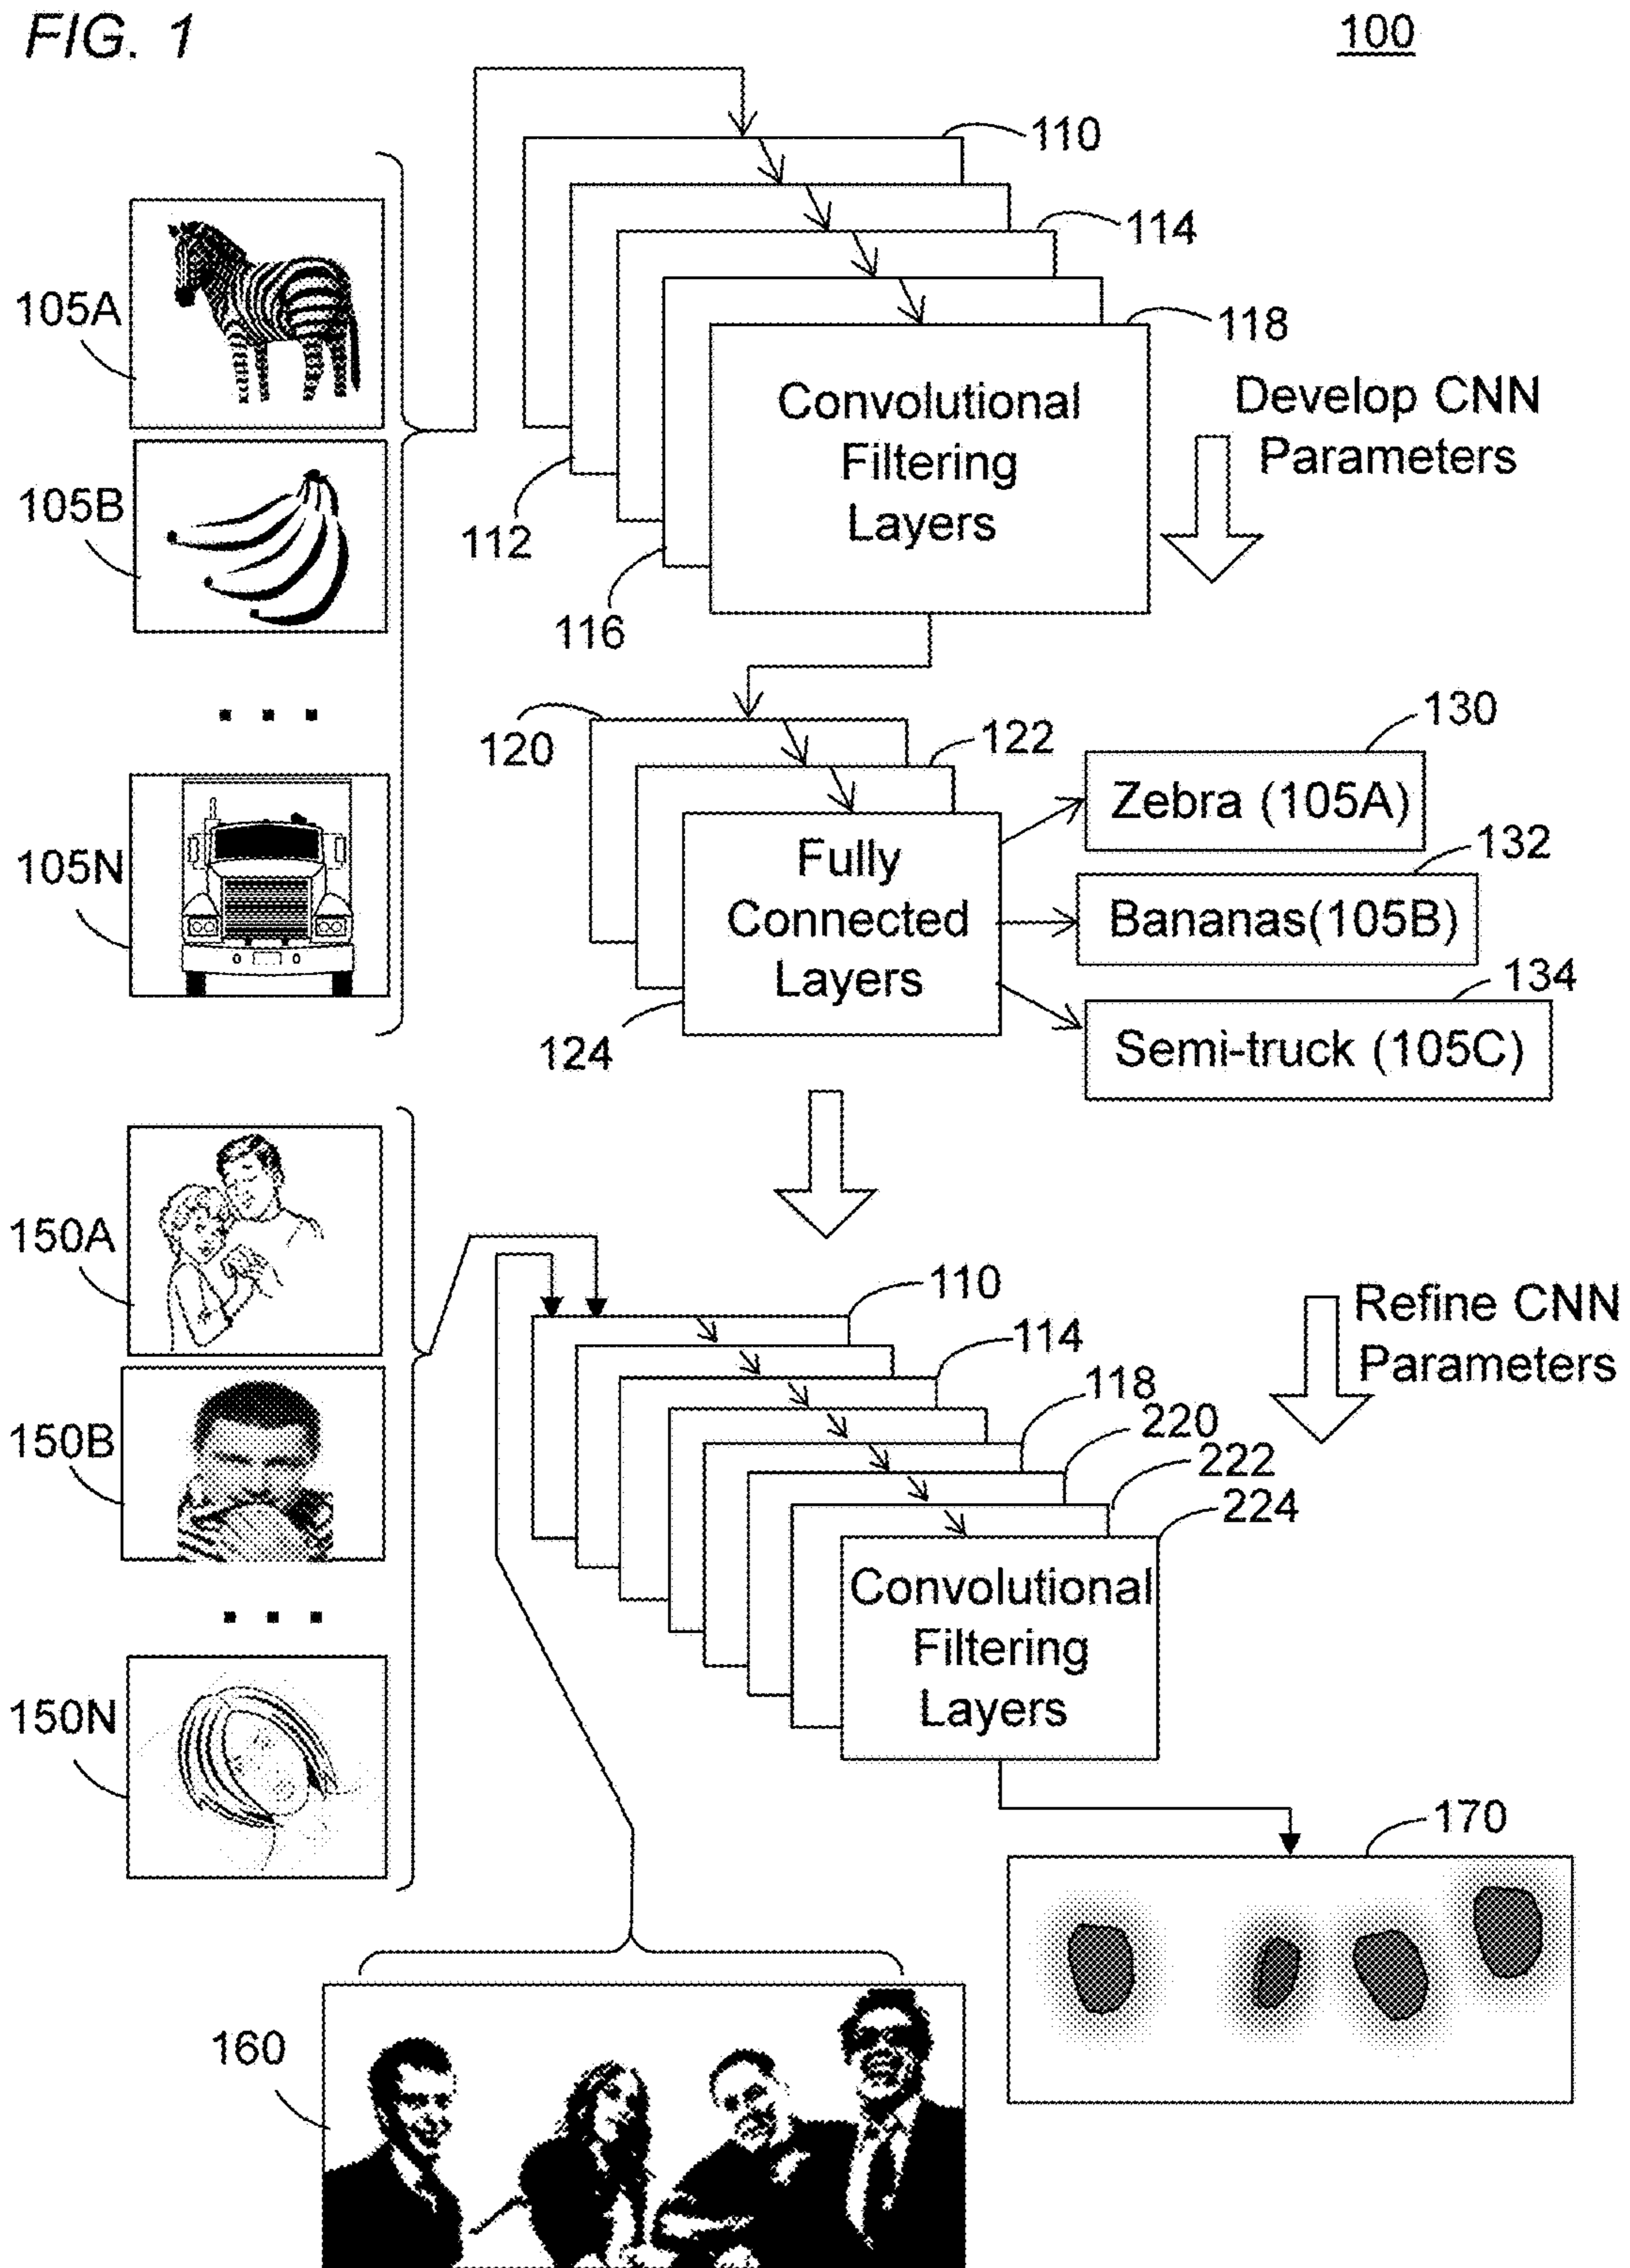 FIG. 1
100
110
114
118
105A
Convolutional
Filtering
Layers
Develop CNN
Parameters
105B
112
116
120
122
130
Zebra (105A)
132
105N
Fully
Connected
Layers
Bananas(105B)
134
124
Semi-truck (105C)
150A
110
114
118
220
222
224
Refine CNN
Parameters
150B
Convolutional
Filtering
Layers
150N
170
160